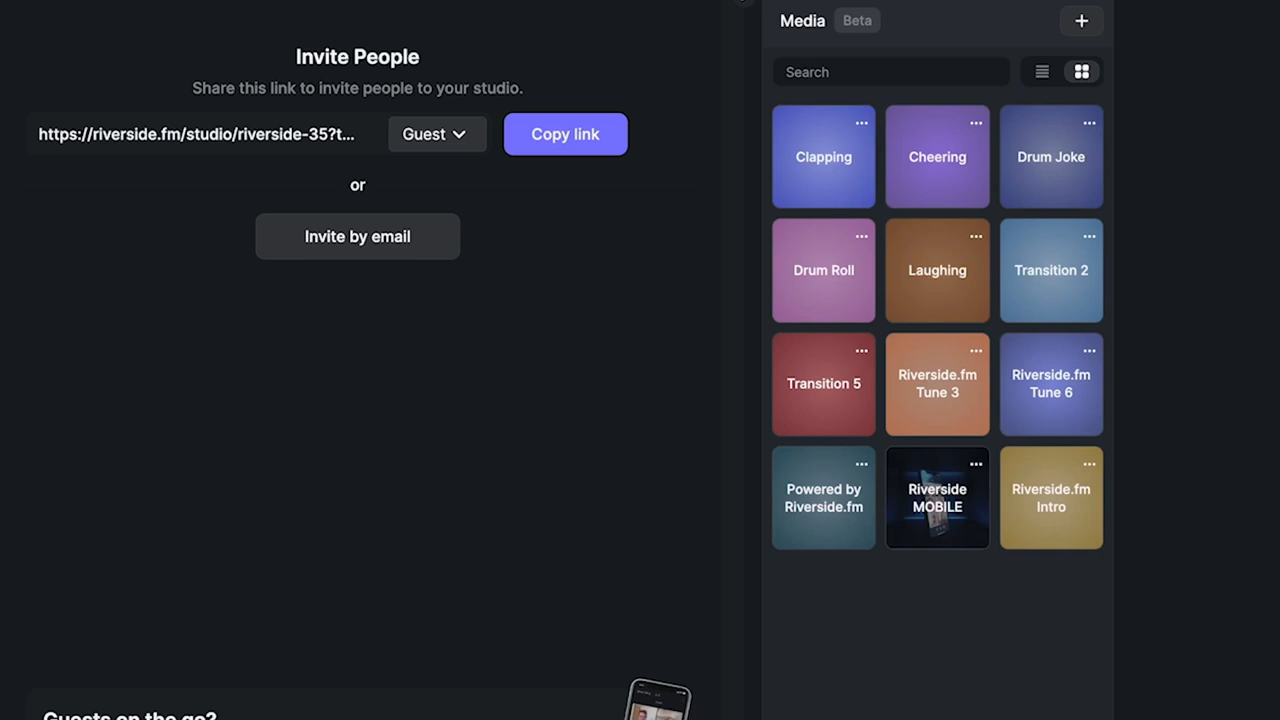 Invite People
Share this link to invite people to your studio.
https://riverside.fm/studio/riverside-35?t...
Guest
Copy link
or
Invite by email
Guests on the go?
Media
Beta
Search
Clapping
Cheering
Drum Joke
Drum Roll
Laughing
Transition 2
Transition 5
Riverside.fm
Tune 3
Riverside.fm
Tune 6
Powered by
Riverside.fm
Riverside
MOBILE
Riverside.fm
Intro